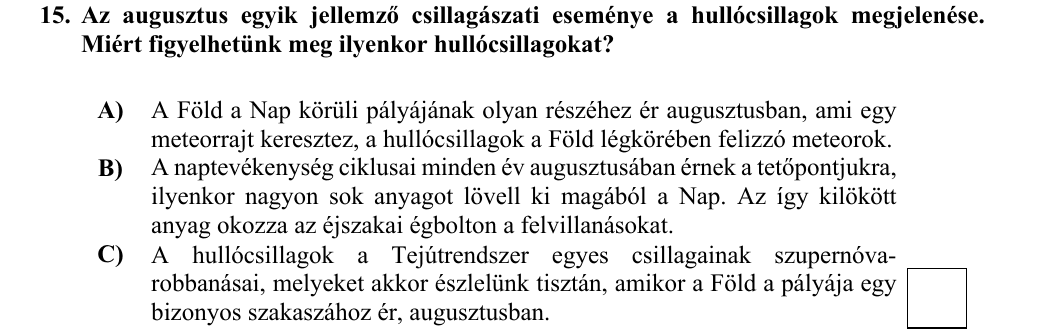 15. Az augusztus egyik jellemző csillagászati eseménye a hullócsillagok megjelenése.
Miért figyelhetünk meg ilyenkor hullócsillagokat?
A) A Föld a Nap körüli pályájának olyan részéhez ér augusztusban, ami egy
meteorrajt keresztez, a hullócsillagok a Föld légkörében felizzó meteorok.
B) A naptevékenység ciklusai minden év augusztusában érnek a tetőpontjukra,
ilyenkor nagyon sok anyagot lövell ki magából a Nap. Az így kilökött
anyag okozza az éjszakai égbolton a felvillanásokat.
C) A hullócsillagok a Tejútrendszer egyes csillagainak szupernóva-
robbanásai, melyeket akkor észlelünk tisztán, amikor a Föld a pályája egy
bizonyos szakaszához ér, augusztusban.